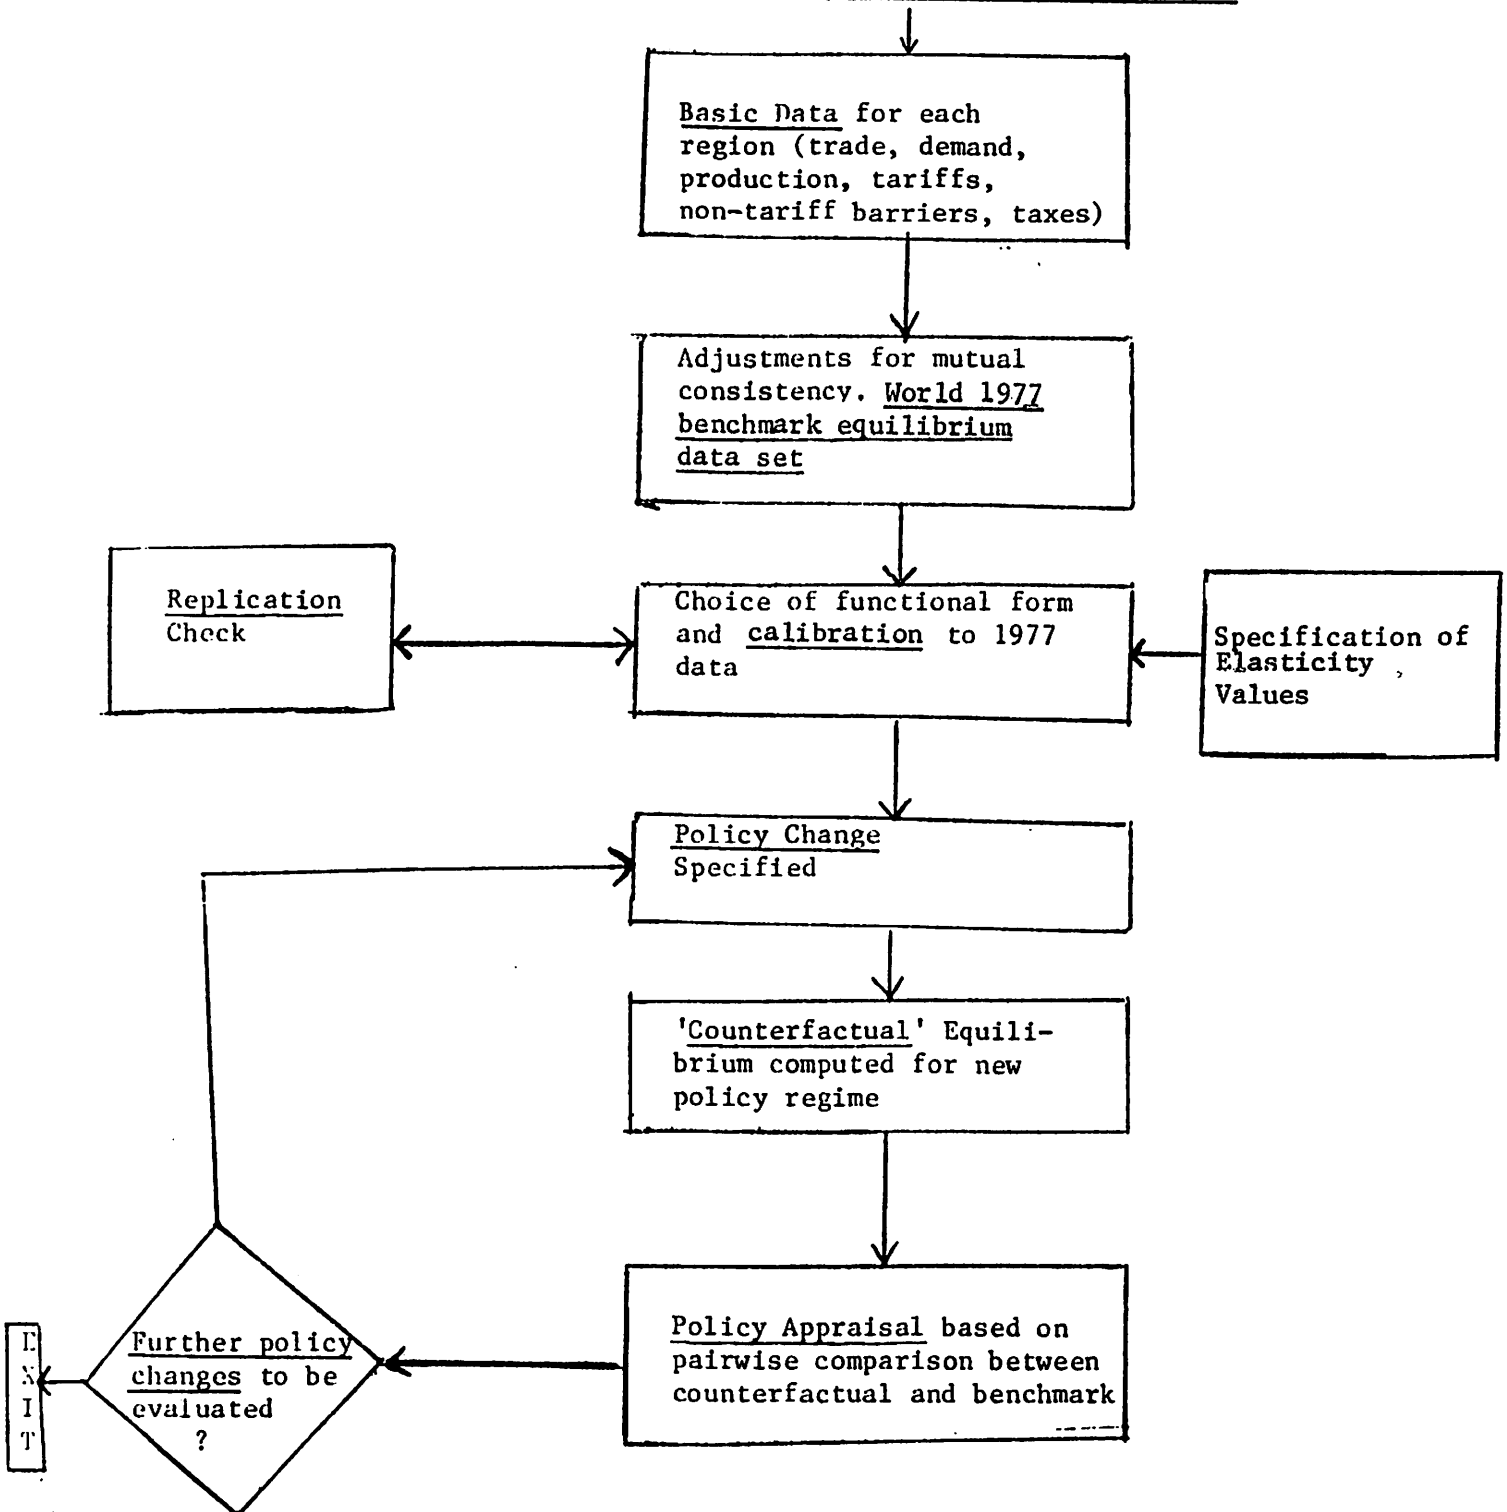 Basic Data for each
region (trade, demand,
production, tariffs,
non-tariff barriers, taxes)
Adjustments for mutual
consistency. World 1977
benchmark equilibrium
data set
Replication
Check
Choice of functional form
and calibration to 1977
data
Specification of
Elasticity
Values
Policy Change
Specified
'Counterfactual' Equili-
brium computed for new
policy regime
Policy Appraisal based on
pairwise comparison between
counterfactual and benchmark
Further policy
changes to be
evaluated
?
E
X
I
T